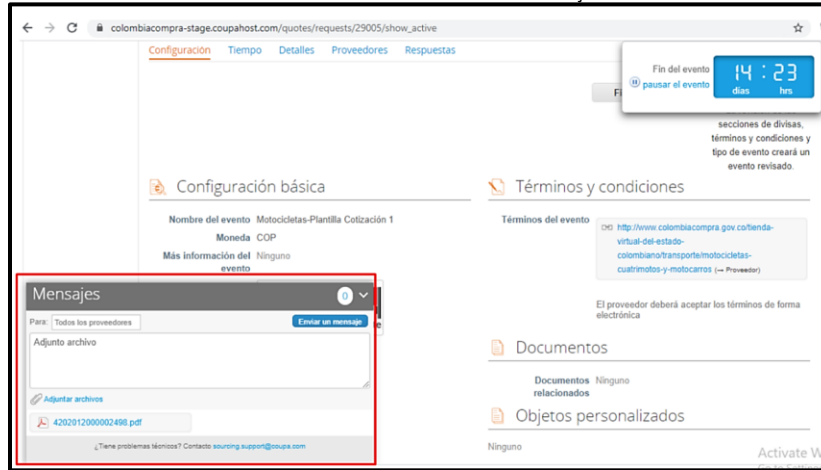 colombiacompra-stage.coupahost.com/quotes/requests/29005/show_active
Configuración Tiempo Detalles Proveedores Respuestas
Fin del evento
pausar el evento
14 : 23
días hrs
secciones de divisas,
términos y condiciones y
tipo de evento creará un
evento revisado.
Configuración básica
Nombre del evento Motocicletas-Plantilla Cotización 1
Moneda COP
Más información del Ninguno
evento
Términos y condiciones
Términos del evento
http://www.colombiacompra.gov.co/tienda-
virtual-del-estado-
colombiano/transporte/motocicletas-
cuatrimotos-y-motocarros (→ Proveedor)
El proveedor deberá aceptar los términos de forma
electrónica
Documentos
Documentos Ninguno
relacionados
Objetos personalizados
Ninguno
Mensajes 0
Para: Todos los proveedores Enviar un mensaje
Adjunto archivo
Adjuntar archivos
4202012000002498.pdf
¿Tiene problemas técnicos? Contacto sourcing.support@coupa.com
Activate W